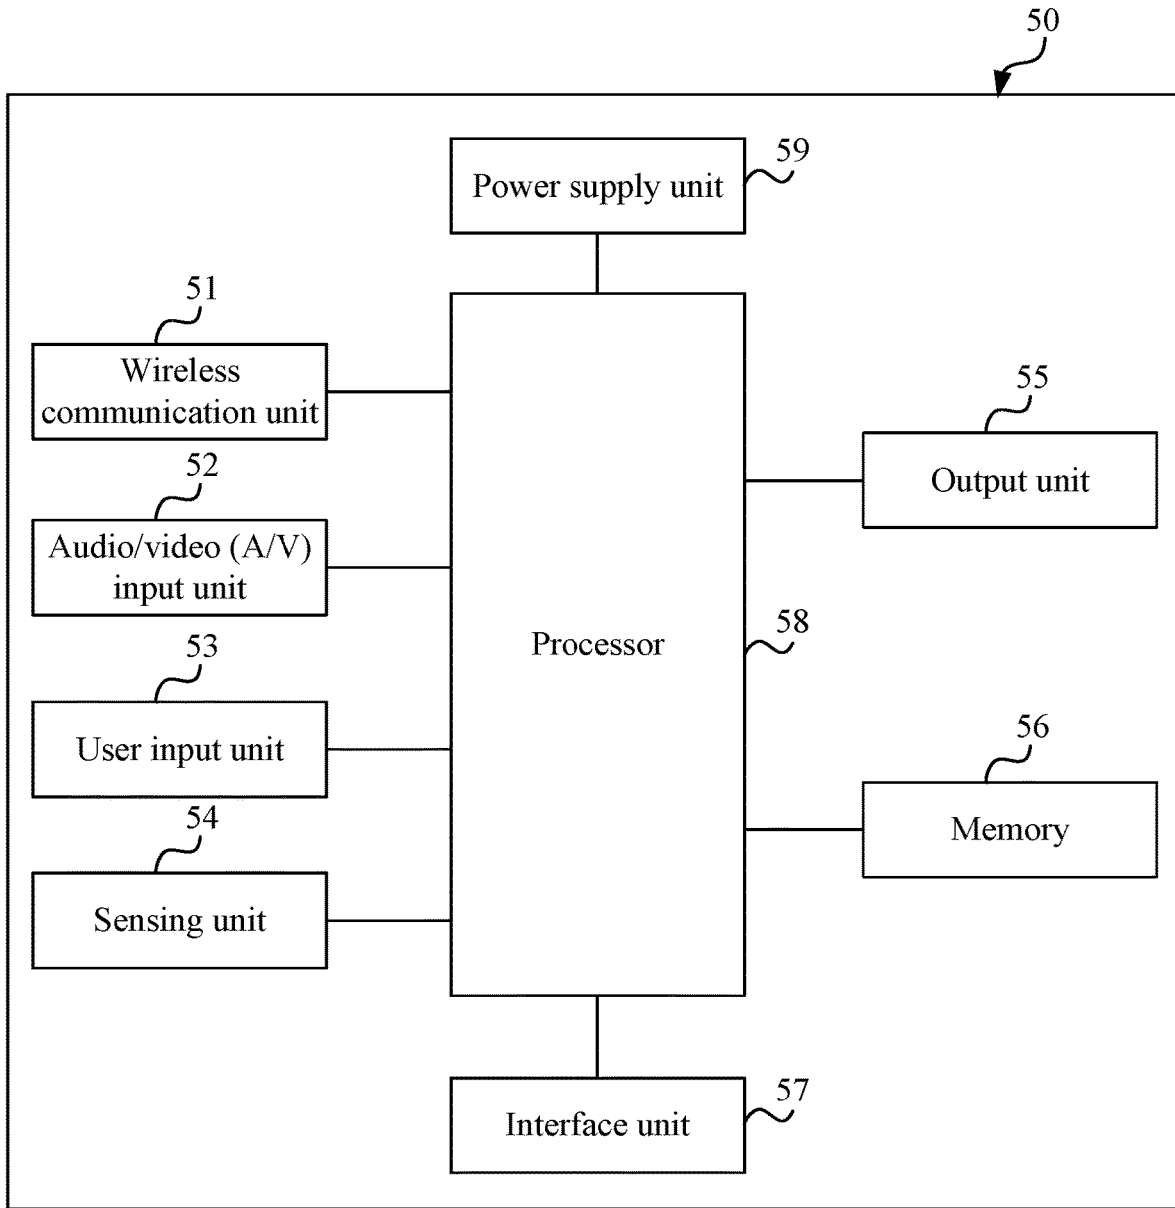 50
59
Power supply unit
51
Wireless
communication unit
55
Output unit
52
Audio/video (A/V)
input unit
Processor
58
53
User input unit
56
Memory
54
Sensing unit
57
Interface unit